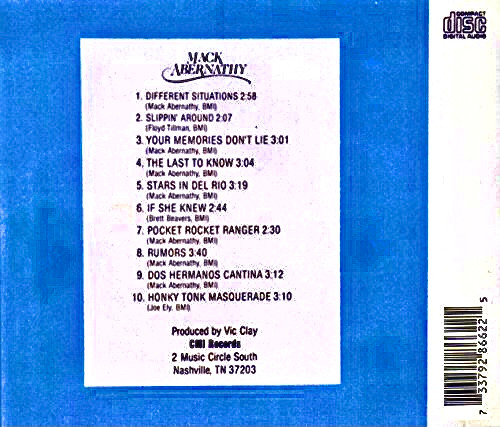 COMPACT
disc
DIGITAL AUDIO
MACK
ABERNATHY
1. DIFFERENT SITUATIONS 2:58
(Mack Abernathy, BMI)
2. SLIPPIN' AROUND 2:07
(Floyd Tillman, BMI)
3. YOUR MEMORIES DON'T LIE 3:01
(Mack Abernathy, BMI)
4. THE LAST TO KNOW 3:04
(Mack Abernathy, BMI)
5. STARS IN DEL RIO 3:19
(Mack Abernathy, BMI)
6. IF SHE KNEW 2:44
(Brett Beavers, BMI)
7. POCKET ROCKET RANGER 2:30
(Mack Abernathy, BMI)
8. RUMORS 3:40
(Mack Abernathy, BMI)
9. DOS HERMANOS CANTINA 3:12
(Mack Abernathy, BMI)
10. HONKY TONK MASQUERADE 3:10
(Joe Ely, BMI)
Produced by Vic Clay
CMI Records
2 Music Circle South
Nashville, TN 37203
7 33792 86622 5